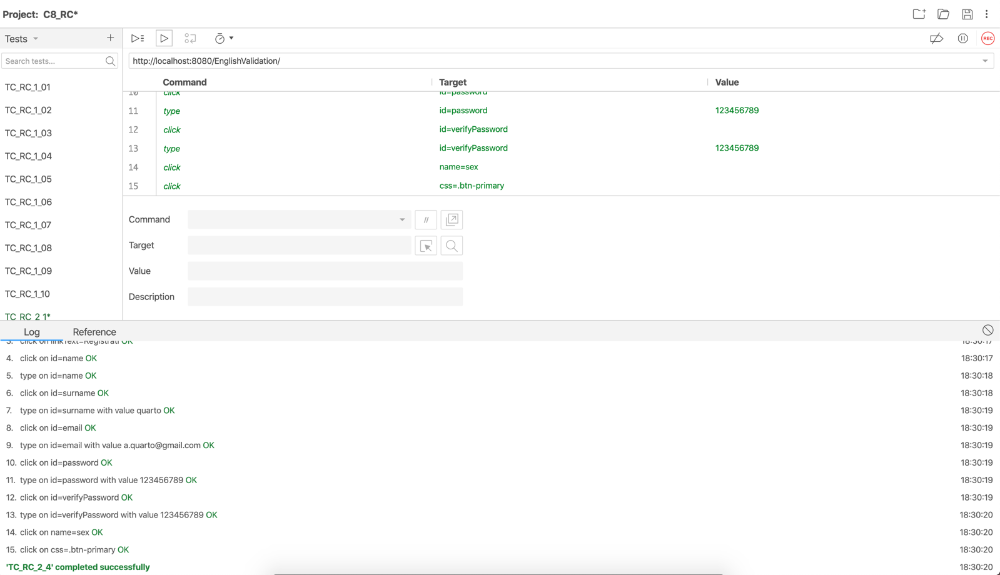 Project: C8_RC*
Tests
Search tests...
TC_RC_1_01
TC_RC_1_02
TC_RC_1_03
TC_RC_1_04
TC_RC_1_05
TC_RC_1_06
TC_RC_1_07
TC_RC_1_08
TC_RC_1_09
TC_RC_1_10
TC_RC_2_1*
REC
http://localhost:8080/EnglishValidation/
Command Target Value
10 click id=password
11 type id=password 123456789
12 click id=verifyPassword
13 type id=verifyPassword 123456789
14 click name=sex
15 click css=.btn-primary
Command //
Target
Value
Description
Log Reference
3. click on linkText=Registrati OK 18:30:17
4. click on id=name OK 18:30:17
5. type on id=name OK 18:30:18
6. click on id=surname OK 18:30:18
7. type on id=surname with value quarto OK 18:30:19
8. click on id=email OK 18:30:19
9. type on id=email with value a.quarto@gmail.com OK 18:30:19
10. click on id=password OK 18:30:19
11. type on id=password with value 123456789 OK 18:30:19
12. click on id=verifyPassword OK 18:30:19
13. type on id=verifyPassword with value 123456789 OK 18:30:20
14. click on name=sex OK 18:30:20
15. click on css=.btn-primary OK 18:30:20
'TC_RC_2_4' completed successfully 18:30:20